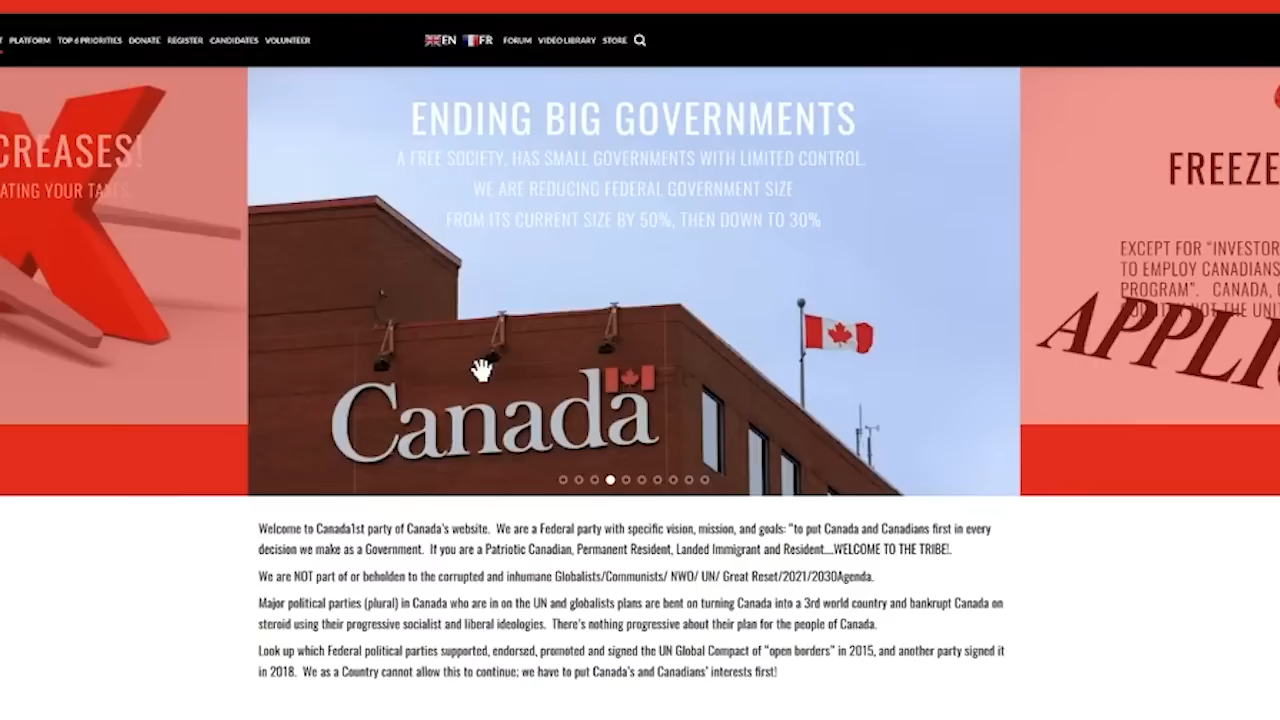 PLATFORM TOP 6 PRIORITIES DONATE REGISTER CANDIDATES VOLUNTEER EN FR FORUM VIDEO LIBRARY STORE
CREASES!
ATING YOUR TAXES.
ENDING BIG GOVERNMENTS
A FREE SOCIETY, HAS SMALL GOVERNMENTS WITH LIMITED CONTROL.
WE ARE REDUCING FEDERAL GOVERNMENT SIZE
FROM ITS CURRENT SIZE BY 50%, THEN DOWN TO 30%
Canada
FREEZE
EXCEPT FOR "INVESTOR
TO EMPLOY CANADIANS
PROGRAM". CANADA,
NOT THE
APPLI
Welcome to Canada1st party of Canada's website. We are a Federal party with specific vision, mission, and goals: "to put Canada and Canadians first in every
decision we make as a Government. If you are a Patriotic Canadian, Permanent Resident, Landed Immigrant and Resident....WELCOME TO THE TRIBE!.
We are NOT part of or beholden to the corrupted and inhumane Globalists/Communists/ NWO/ UN/ Great Reset/2021/2030Agenda.
Major political parties (plural) in Canada who are in on the UN and globalists plans are bent on turning Canada into a 3rd world country and bankrupt Canada on
steroid using their progressive socialist and liberal ideologies. There's nothing progressive about their plan for the people of Canada.
Look up which Federal political parties supported, endorsed, promoted and signed the UN Global Compact of "open borders" in 2015, and another party signed it
in 2018. We as a Country cannot allow this to continue; we have to put Canada's and Canadians' interests first!